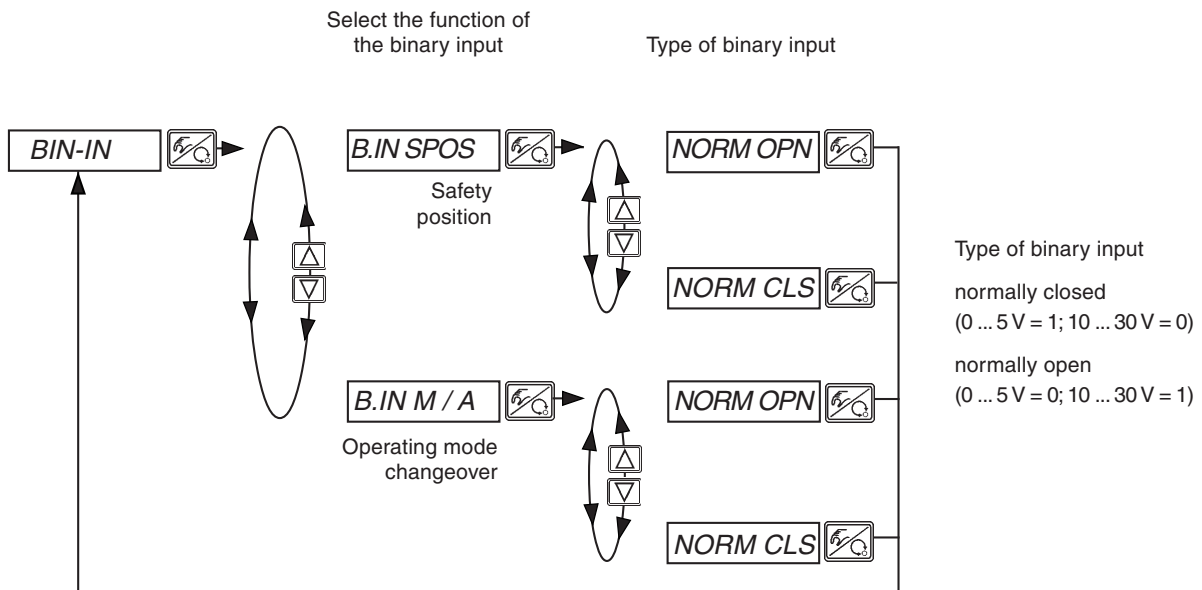 Select the function of
the binary input
Type of binary input
BIN-IN
B.IN SPOS
NORM OPN
Safety
position
NORM CLS
Type of binary input
normally closed
(0 ... 5 V = 1; 10 ... 30 V = 0)
normally open
(0 ... 5 V = 0; 10 ... 30 V = 1)
B.IN M / A
NORM OPN
Operating mode
changeover
NORM CLS